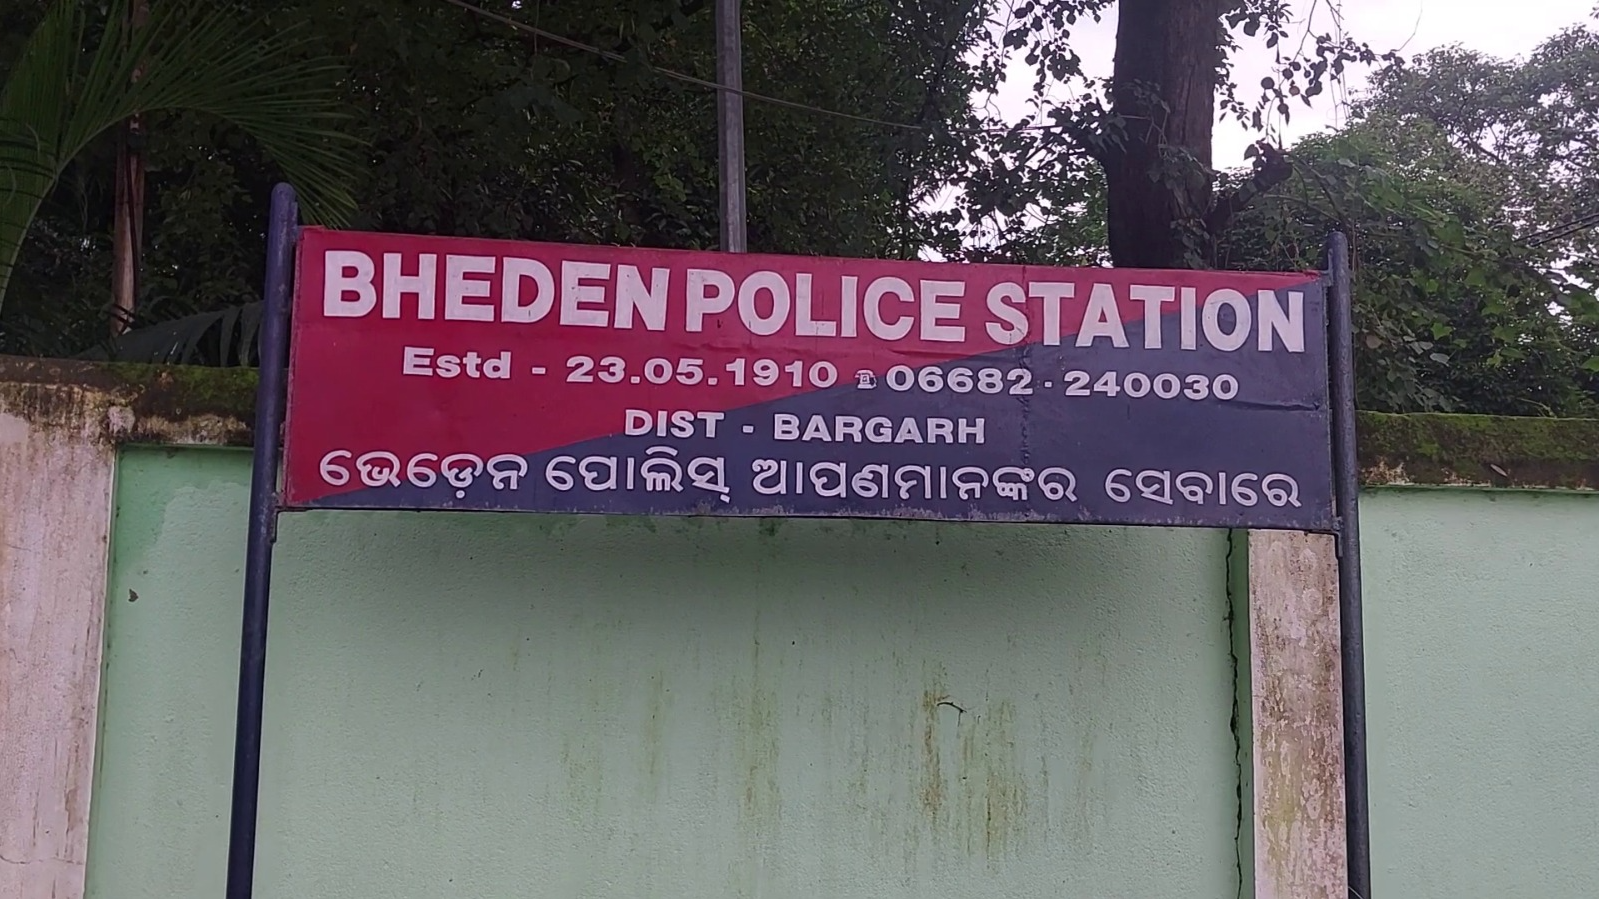 BHEDEN POLICE STATION
Estd - 23.05.1910 ☎06682-240030
DIST - BARGARH
ଭେଡ଼େନ ପୋଲିସ୍ ଆପଣମାନଙ୍କର ସେବାରେ